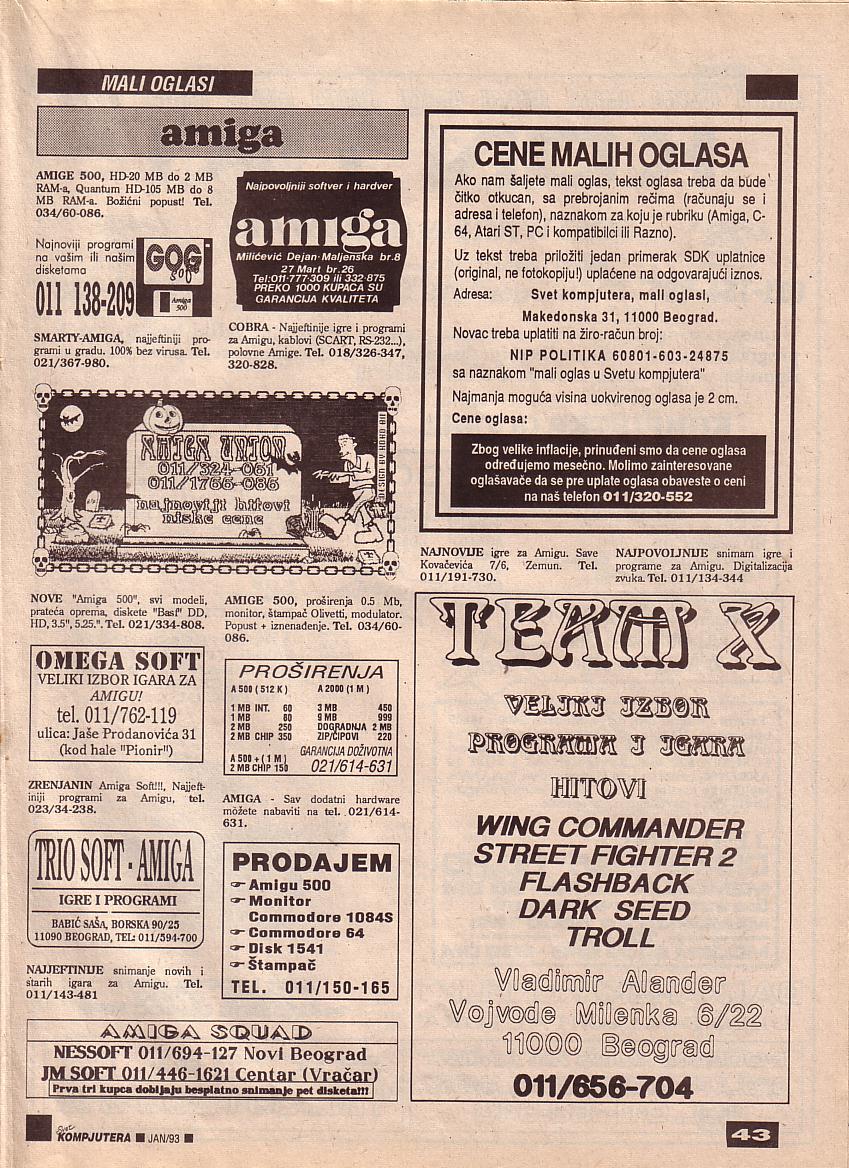 MALI OGLASI
amiga
AMIGE 500, HD-20 MB do 2 MB
RAM-a, Quantum HD-105 MB do 8
MB RAM-a. Božićni popust! Tel.
034/60-086.
Najnoviji programi
na vašim ili našim
disketama
011 138-209
GOG
soft
Amiga
500
SMARTY-AMIGA, najjeftiniji pro-
grami u gradu. 100% bez virusa. Tel.
021/367-980.
Najpovoljniji softver i hardver
amiga
Milićević Dejan·Maljenska br.8
27 Mart br.26
Tel:011-777-309 ili 332-875
PREKO 1000 KUPACA SU
GARANCIJA KVALITETA
COBRA - Najjeftinije igre i programi
za Amigu, kablovi (SCART, RS-232...),
polovne Amige. Tel. 018/326-347,
320-828.
AMIGA UNION
011/324-061
011/1766-086
najnoviji hitovi
niske cene
NOVE "Amiga 500", svi modeli,
prateća oprema, diskete "Basf" DD,
HD, 3.5", 5.25.". Tel. 021/334-808.
AMIGE 500, proširenja 0.5 Mb,
monitor, štampač Olivetti, modulator.
Popust + iznenađenje. Tel. 034/60-
086.
OMEGA SOFT
VELIKI IZBOR IGARA ZA
AMIGU!
tel. 011/762-119
ulica: Jaše Prodanovića 31
(kod hale "Pionir")
PROŠIRENJA
A 500 ( 512 K ) A 2000 (1 M )
1 MB INT. 60 3 MB 450
1 MB 80 9 MB 999
2 MB 250 DOGRADNJA 2 MB
2 MB CHIP 350 ZIP/ČIPOVI 220
A 500 + ( 1 M ) GARANCIJA DOŽIVOTNA
2 MB CHIP 150 021/614-631
ZRENJANIN Amiga Soft!!!, Najjeft-
iniji programi za Amigu, tel.
023/34-238.
AMIGA - Sav dodatni hardware
možete nabaviti na tel. 021/614-
631.
TRIO SOFT - AMIGA
IGRE I PROGRAMI
BABIĆ SAŠA, BORSKA 90/25
11090 BEOGRAD, TEL: 011/594-700
PRODAJEM
☞ Amigu 500
☞ Monitor
Commodore 1084S
☞ Commodore 64
☞ Disk 1541
☞ Štampač
TEL. 011/150-165
NAJJEFTINIJE snimanje novih i
starih igara za Amigu. Tel.
011/143-481
AMIGA SQUAD
NESSOFT 011/694-127 Novi Beograd
JM SOFT 011/446-1621 Centar (Vračar)
Prva tri kupca dobijaju besplatno snimanje pet disketa!!!
CENE MALIH OGLASA
Ako nam šaljete mali oglas, tekst oglasa treba da bude
čitko otkucan, sa prebrojanim rečima (računaju se i
adresa i telefon), naznakom za koju je rubriku (Amiga, C-
64, Atari ST, PC i kompatibilci ili Razno).
Uz tekst treba priložiti jedan primerak SDK uplatnice
(original, ne fotokopiju!) uplaćene na odgovarajući iznos.
Adresa: Svet kompjutera, mali oglasi,
Makedonska 31, 11000 Beograd.
Novac treba uplatiti na žiro-račun broj:
NIP POLITIKA 60801-603-24875
sa naznakom "mali oglas u Svetu kompjutera"
Najmanja moguća visina uokvirenog oglasa je 2 cm.
Cene oglasa:
Zbog velike inflacije, prinuđeni smo da cene oglasa
određujemo mesečno. Molimo zainteresovane
oglašavače da se pre uplate oglasa obaveste o ceni
na naš telefon 011/320-552
NAJNOVIJE igre za Amigu. Save
Kovačevića 7/6, Zemun. Tel.
011/191-730.
NAJPOVOLJNIJE snimam igre i
programe za Amigu. Digitalizacija
zvuka. Tel. 011/134-344
TEAM X
VELIKI IZBOR
PROGRAMA I IGARA
HITOVI
WING COMMANDER
STREET FIGHTER 2
FLASHBACK
DARK SEED
TROLL
Vladimir Alander
Vojvode Milenka 6/22
11000 Beograd
011/656-704
Svet
KOMPJUTERA JAN/93
43